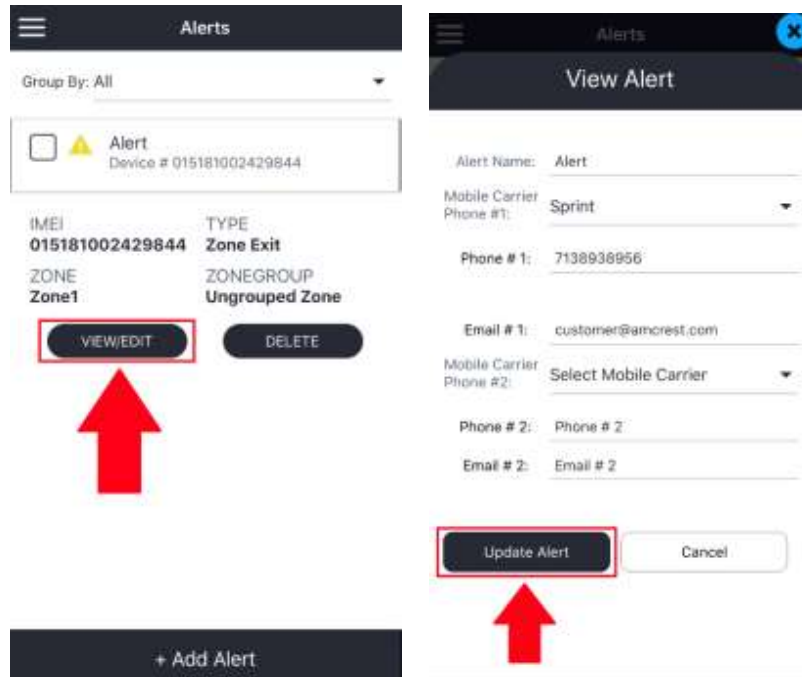 Alerts
Group By: All
Alert
Device # 015181002429844
IMEI TYPE
015181002429844 Zone Exit
ZONE ZONEGROUP
Zone1 Ungrouped Zone
VIEW/EDIT DELETE
+ Add Alert
Alerts
View Alert
Alert Name: Alert
Mobile Carrier
Phone #1: Sprint
Phone # 1: 7138938956
Email # 1: customer@amcrest.com
Mobile Carrier
Phone #2: Select Mobile Carrier
Phone # 2: Phone # 2
Email # 2: Email # 2
Update Alert Cancel